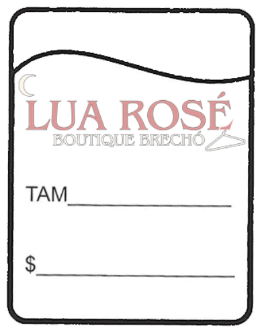 LUA ROSÉ
BOUTIQUE BRECHÓ
TAM
$